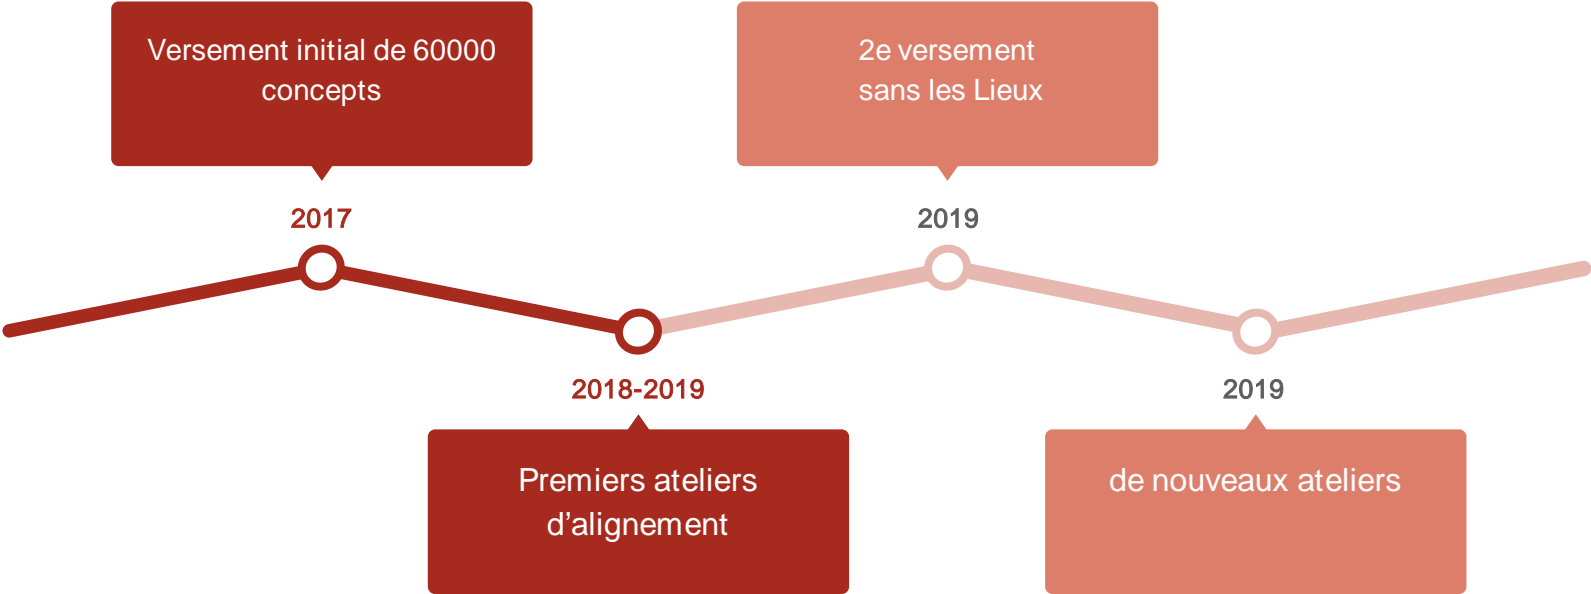 Versement initial de 60000
concepts
2017
2018-2019
Premiers ateliers
d’alignement
2e versement
sans les Lieux
2019
2019
de nouveaux ateliers